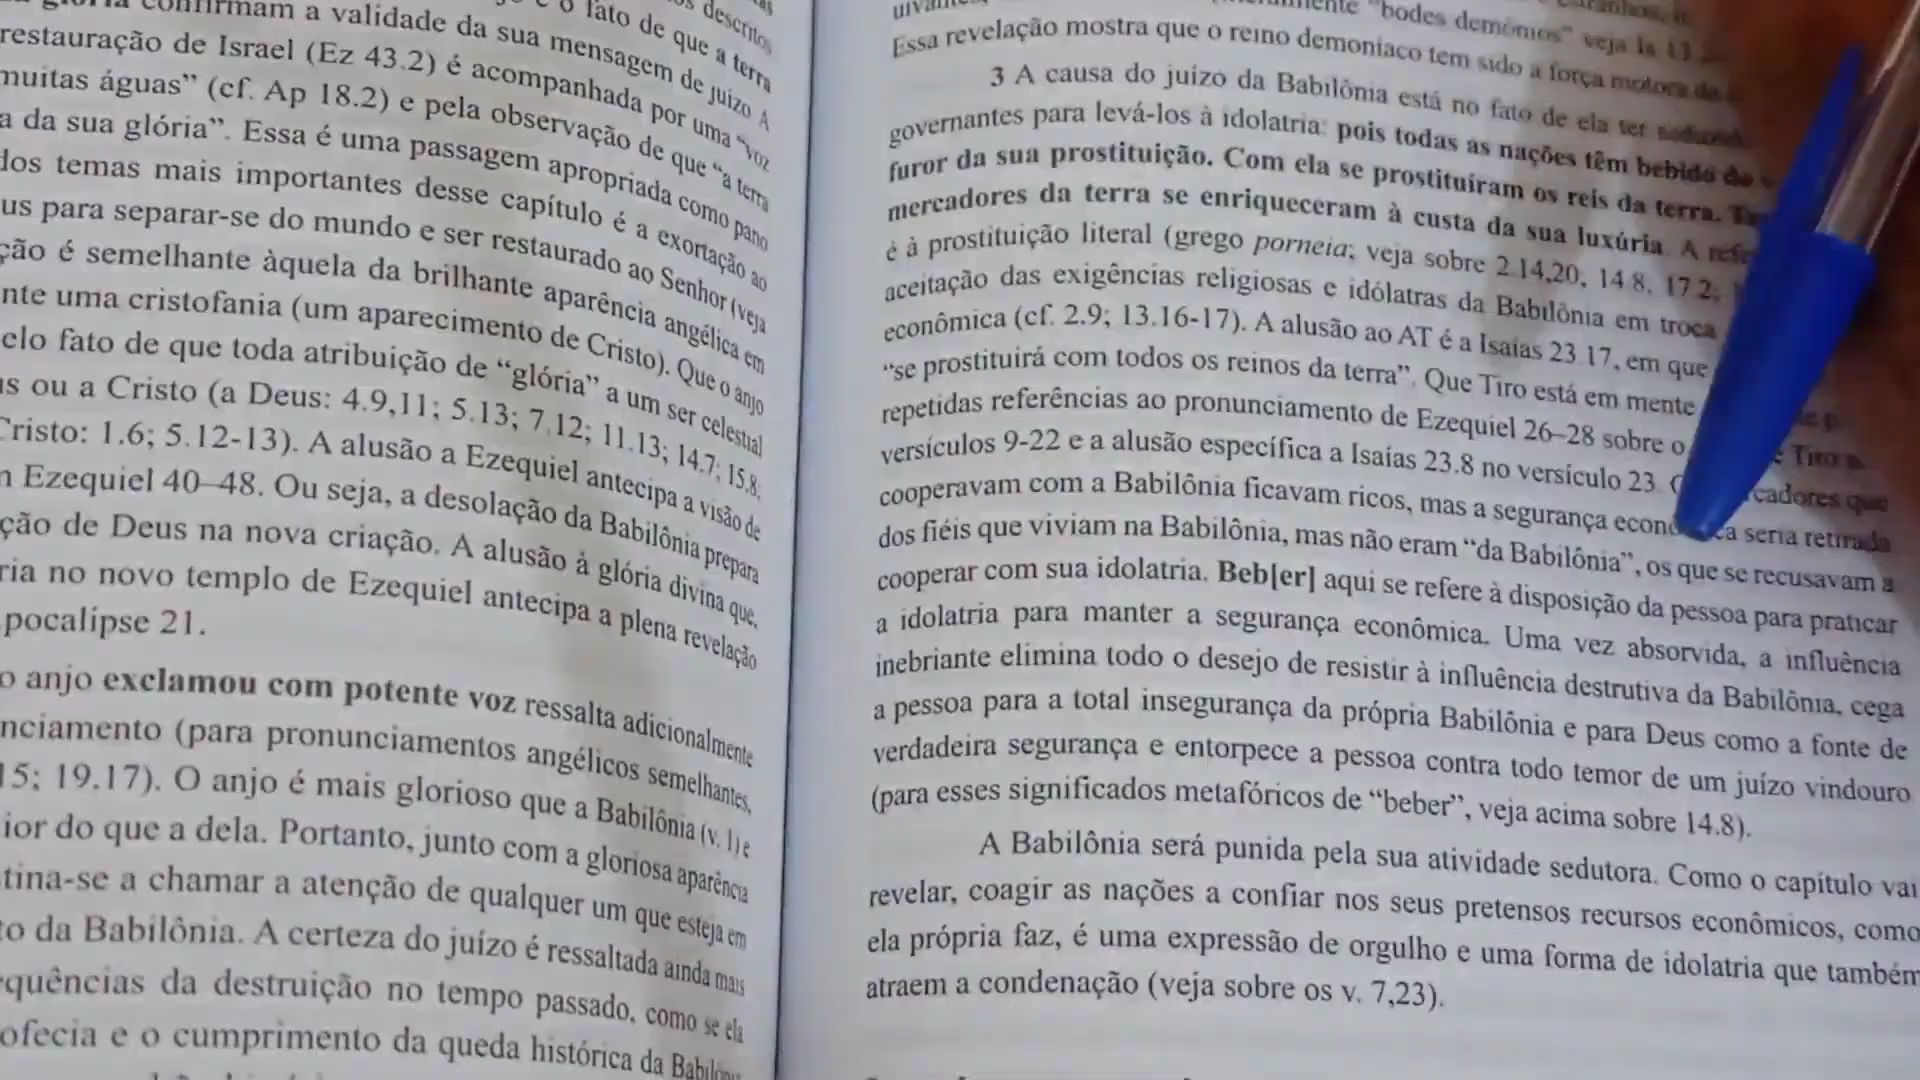 glória confirmam a validade da sua mensagem de juízo A
restauração de Israel (Ez 43.2) é acompanhada por uma “voz
muitas águas” (cf. Ap 18.2) e pela observação de que “a terra
a da sua glória”. Essa é uma passagem apropriada como pano
dos temas mais importantes desse capítulo é a exortação ao
us para separar-se do mundo e ser restaurado ao Senhor (veja
ção é semelhante àquela da brilhante aparência angélica em
nte uma cristofania (um aparecimento de Cristo). Que o anjo
elo fato de que toda atribuição de “glória” a um ser celestial
s ou a Cristo (a Deus: 4.9,11; 5.13; 7.12; 11.13; 14.7; 15.8;
Cristo: 1.6; 5.12-13). A alusão a Ezequiel antecipa a visão de
Ezequiel 40–48. Ou seja, a desolação da Babilônia prepara
ção de Deus na nova criação. A alusão à glória divina que,
ria no novo templo de Ezequiel antecipa a plena revelação
pocalipse 21.
o anjo exclamou com potente voz ressalta adicionalmente
nciamento (para pronunciamentos angélicos semelhantes,
15; 19.17). O anjo é mais glorioso que a Babilônia (v. 1) e
ior do que a dela. Portanto, junto com a gloriosa aparência
tina-se a chamar a atenção de qualquer um que esteja em
to da Babilônia. A certeza do juízo é ressaltada ainda mais
quências da destruição no tempo passado, como se ela
ofecia e o cumprimento da queda histórica da
“bodes demônios” veja Is 13
Essa revelação mostra que o reino demoníaco tem sido a força motora
3 A causa do juízo da Babilônia está no fato de ela ter
governantes para levá-los à idolatria: pois todas as nações têm bebido do
furor da sua prostituição. Com ela se prostituíram os reis da terra.
mercadores da terra se enriqueceram à custa da sua luxúria. A
é à prostituição literal (grego porneia; veja sobre 2.14,20; 14.8; 17.2;
aceitação das exigências religiosas e idólatras da Babilônia em troca
econômica (cf. 2.9; 13.16-17). A alusão ao AT é a Isaías 23.17, em que
“se prostituirá com todos os reinos da terra”. Que Tiro está em mente
repetidas referências ao pronunciamento de Ezequiel 26–28 sobre o Tiro
versículos 9-22 e a alusão específica a Isaías 23.8 no versículo 23. cadores que
cooperavam com a Babilônia ficavam ricos, mas a segurança seria retirada
dos fiéis que viviam na Babilônia, mas não eram “da Babilônia”, os que se recusavam a
cooperar com sua idolatria. Beb[er] aqui se refere à disposição da pessoa para praticar
a idolatria para manter a segurança econômica. Uma vez absorvida, a influência
inebriante elimina todo o desejo de resistir à influência destrutiva da Babilônia, cega
a pessoa para a total insegurança da própria Babilônia e para Deus como a fonte de
verdadeira segurança e entorpece a pessoa contra todo temor de um juízo vindouro
(para esses significados metafóricos de “beber”, veja acima sobre 14.8).
A Babilônia será punida pela sua atividade sedutora. Como o capítulo vai
revelar, coagir as nações a confiar nos seus pretensos recursos econômicos, como
ela própria faz, é uma expressão de orgulho e uma forma de idolatria que também
atraem a condenação (veja sobre os v. 7,23).